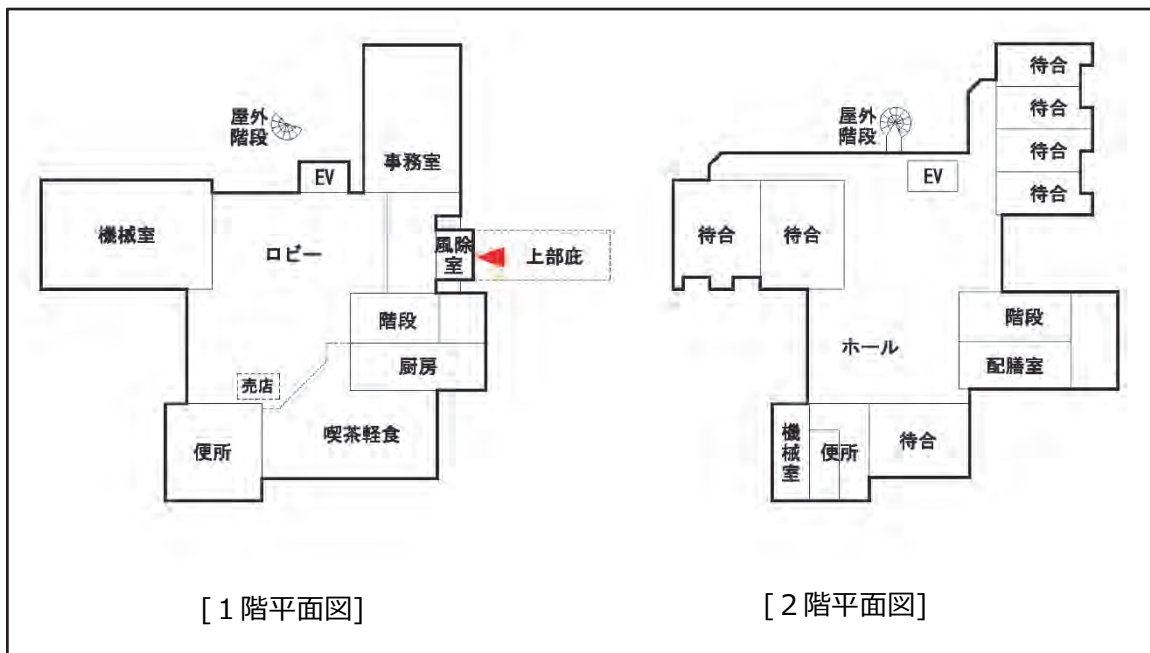 屋外
階段
事務室
EV
機械室
ロビー
風除
室
上部庇
階段
厨房
売店
喫茶軽食
便所
[1階平面図]
待合
待合
待合
待合
屋外
階段
EV
待合
待合
階段
ホール
配膳室
機
械
室
便所
待合
[2階平面図]